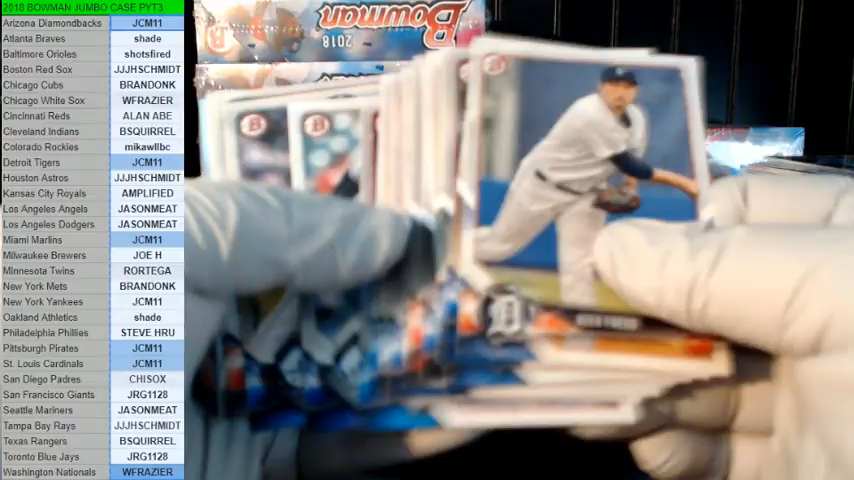 2018 BOWMAN JUMBO CASE PYT3
Arizona Diamondbacks JCM11
Atlanta Braves shade
Baltimore Orioles shotsfired
Boston Red Sox JJJHSCHMIDT
Chicago Cubs BRANDONK
Chicago White Sox WFRAZIER
Cincinnati Reds ALAN ABE
Cleveland Indians BSQUIRREL
Colorado Rockies mikawllbc
Detroit Tigers JCM11
Houston Astros JJJHSCHMIDT
Kansas City Royals AMPLIFIED
Los Angeles Angels JASONMEAT
Los Angeles Dodgers JASONMEAT
Miami Marlins JCM11
Milwaukee Brewers JOE H
Minnesota Twins RORTEGA
New York Mets BRANDONK
New York Yankees JCM11
Oakland Athletics shade
Philadelphia Phillies STEVE HRU
Pittsburgh Pirates JCM11
St. Louis Cardinals JCM11
San Diego Padres CHISOX
San Francisco Giants JRG1128
Seattle Mariners JASONMEAT
Tampa Bay Rays JJJHSCHMIDT
Texas Rangers BSQUIRREL
Toronto Blue Jays JRG1128
Washington Nationals WFRAZIER
Bowman
2018